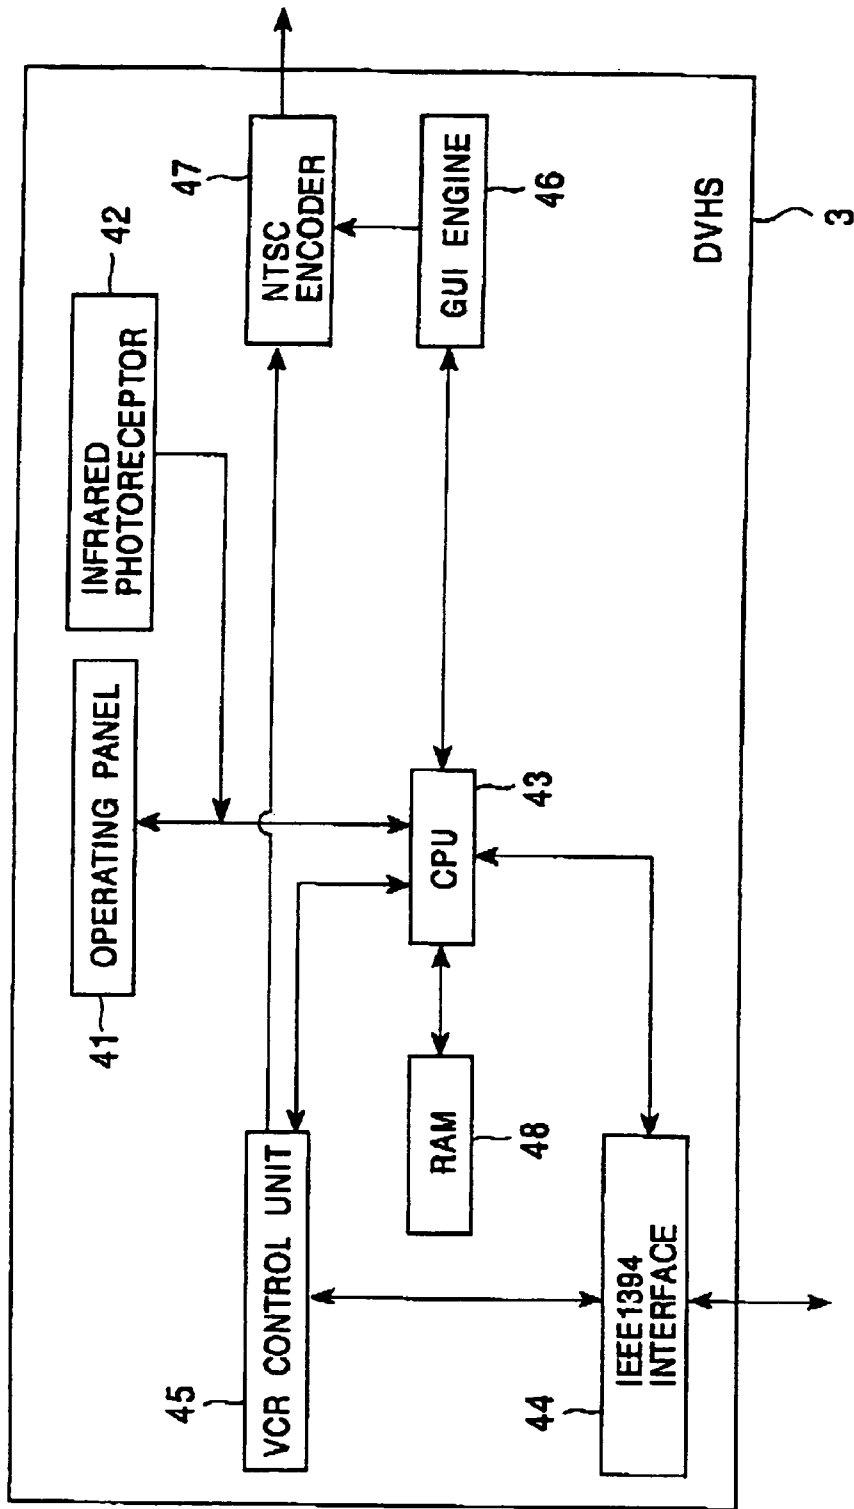 41
OPERATING PANEL
INFRARED
PHOTORECEPTOR
42
45
VCR CONTROL UNIT
NTSC
ENCODER
47
RAM
48
CPU
43
GUI ENGINE
46
44
IEEE1394
INTERFACE
DVHS
3